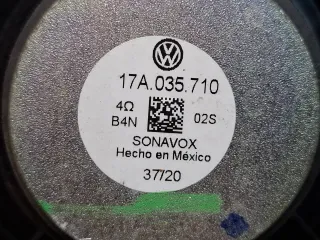 17A.035.710
4Ω
B4N 02S
SONAVOX
Hecho en México
37/20